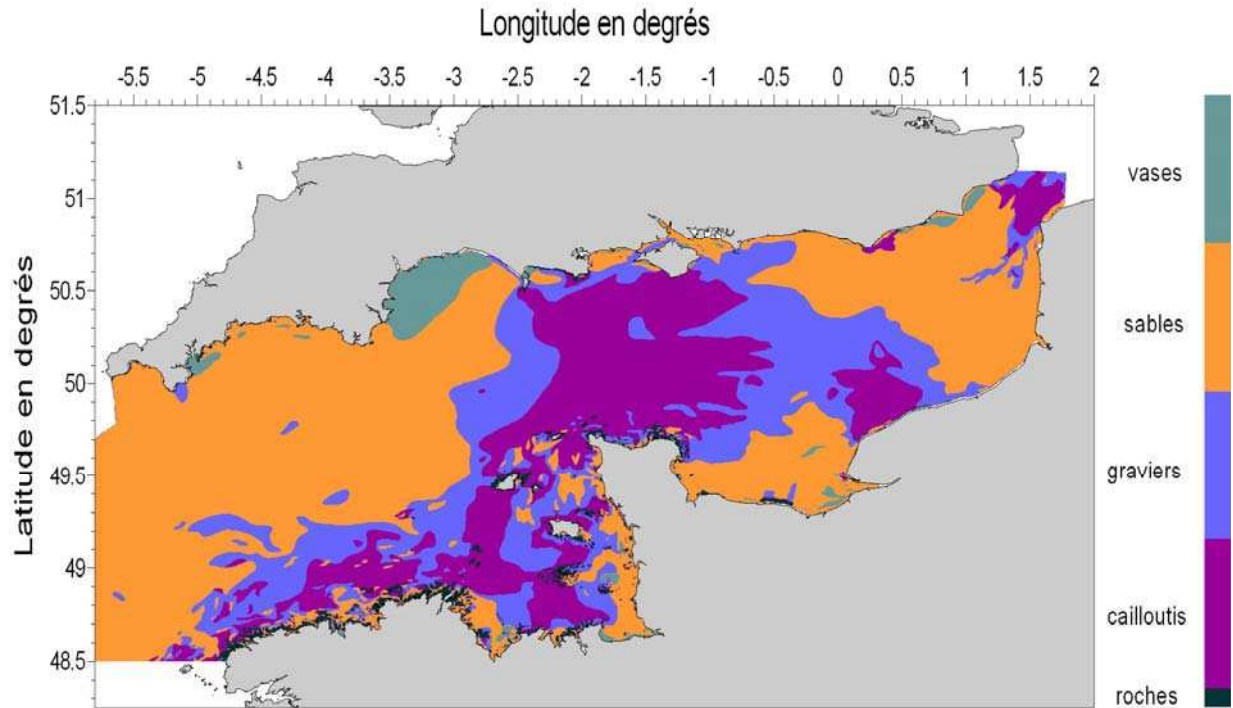 Longitude en degrés
-5.5 -5 -4.5 -4 -3.5 -3 -2.5 -2 -1.5 -1 -0.5 0 0.5 1 1.5 2
Latitude en degrés
51.5
51
50.5
50
49.5
49
48.5
vases
sables
graviers
cailloutis
roches